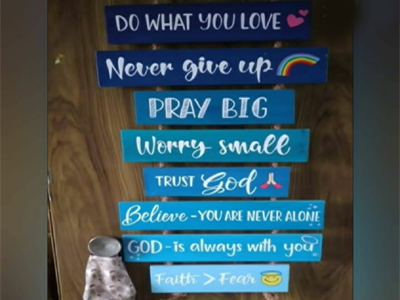 DO WHAT YOU LOVE
Never give up
PRAY BIG
Worry small
TRUST God
Believe - YOU ARE NEVER ALONE
GOD - is always with you
Faith > Fear